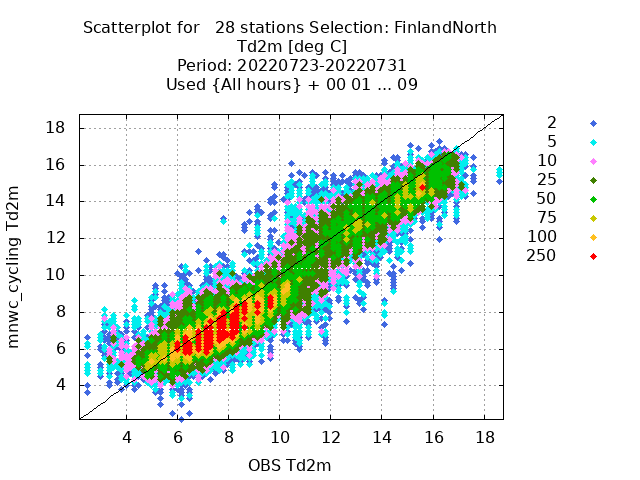 Scatterplot for 28 stations Selection: FinlandNorth
Td2m [deg C]
Period: 20220723-20220731
Used {All hours} + 00 01 ... 09
18
16
14
12
10
8
6
4
mnwc_cycling Td2m
4 6 8 10 12 14 16 18
OBS Td2m
2
5
10
25
50
75
100
250